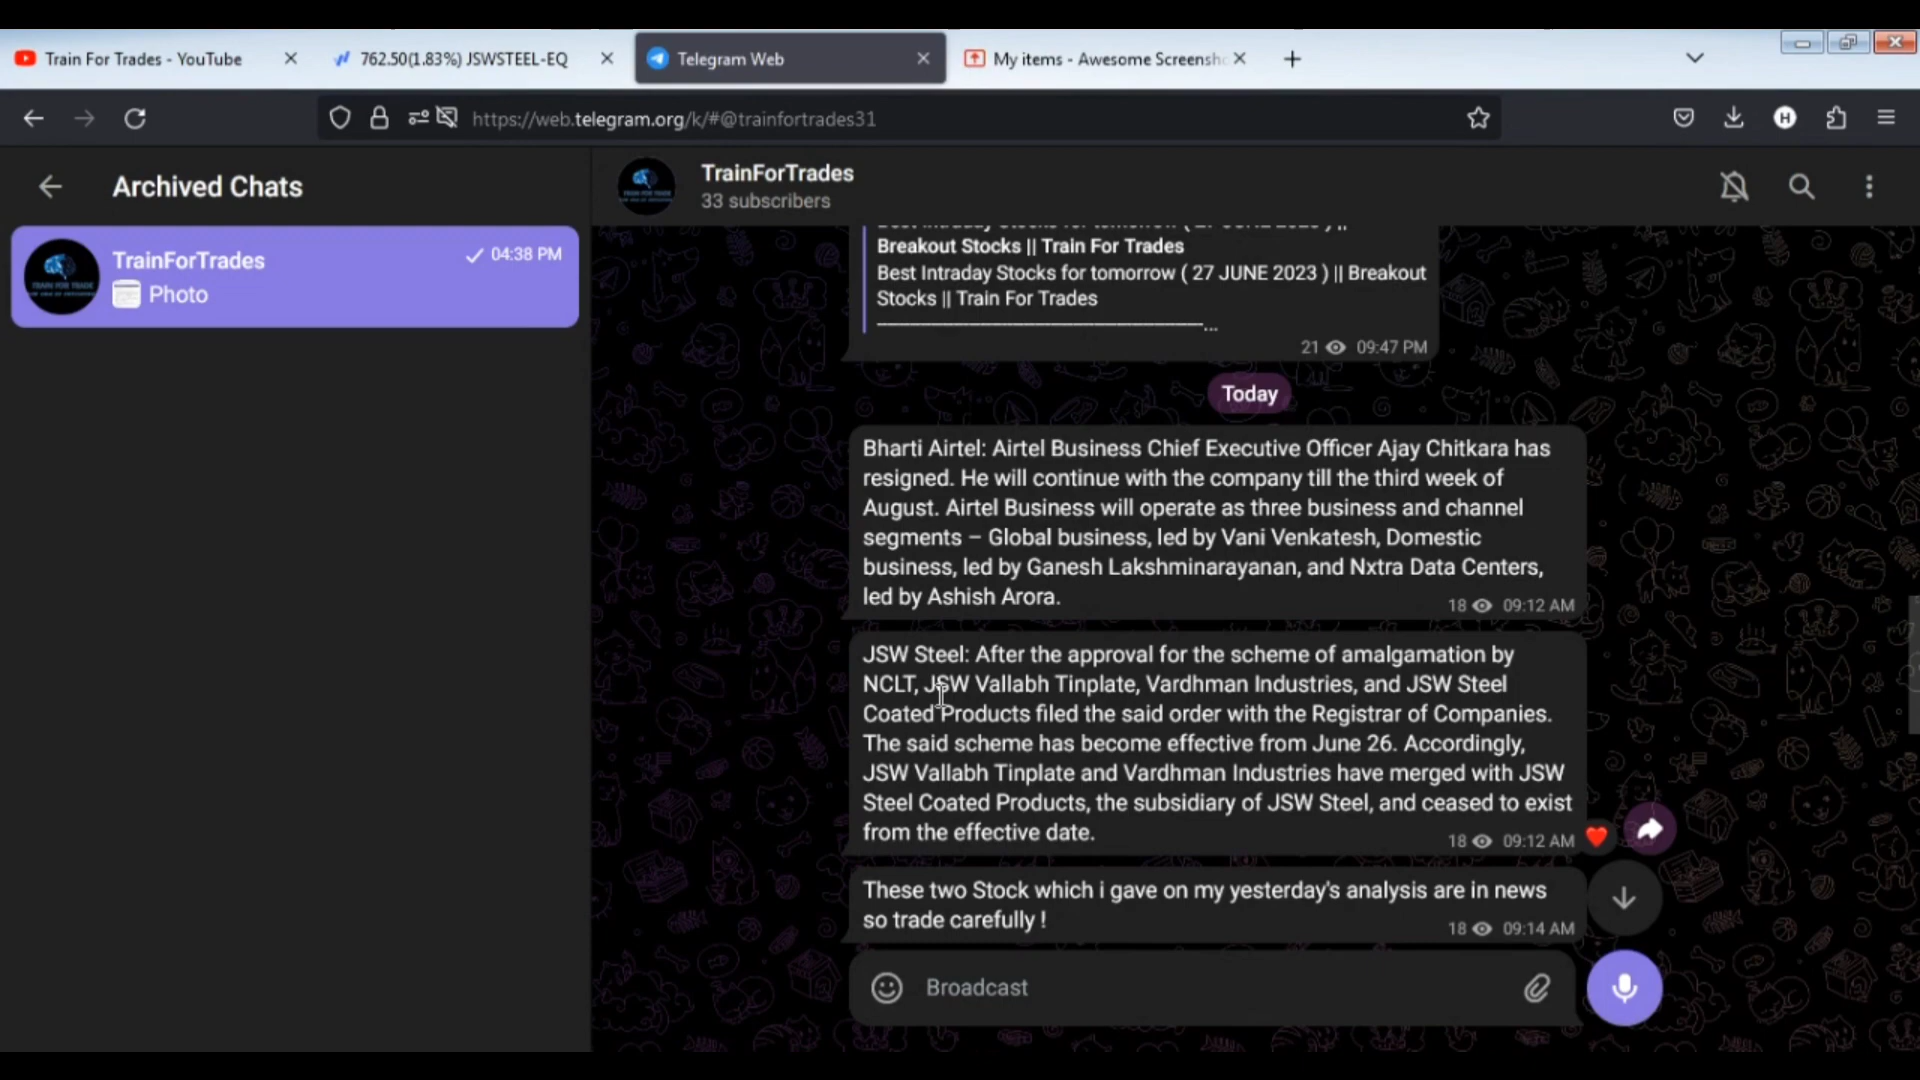 Train For Trades - YouTube
762.50(1.83%) JSWSTEEL-EQ
Telegram Web
My items - Awesome Screensho
https://web.telegram.org/k/#@trainfortrades31
H
Archived Chats
TrainForTrades
04:38 PM
Photo
TrainForTrades
33 subscribers
Best Intraday Stocks for tomorrow ( 27 JUNE 2023 ) ||
Breakout Stocks || Train For Trades
Best Intraday Stocks for tomorrow ( 27 JUNE 2023 ) || Breakout
Stocks || Train For Trades
----------------------------------------------------...
21 09:47 PM
Today
Bharti Airtel: Airtel Business Chief Executive Officer Ajay Chitkara has
resigned. He will continue with the company till the third week of
August. Airtel Business will operate as three business and channel
segments – Global business, led by Vani Venkatesh, Domestic
business, led by Ganesh Lakshminarayanan, and Nxtra Data Centers,
led by Ashish Arora.
18 09:12 AM
JSW Steel: After the approval for the scheme of amalgamation by
NCLT, JSW Vallabh Tinplate, Vardhman Industries, and JSW Steel
Coated Products filed the said order with the Registrar of Companies.
The said scheme has become effective from June 26. Accordingly,
JSW Vallabh Tinplate and Vardhman Industries have merged with JSW
Steel Coated Products, the subsidiary of JSW Steel, and ceased to exist
from the effective date.
18 09:12 AM
These two Stock which i gave on my yesterday's analysis are in news
so trade carefully !
18 09:14 AM
Broadcast